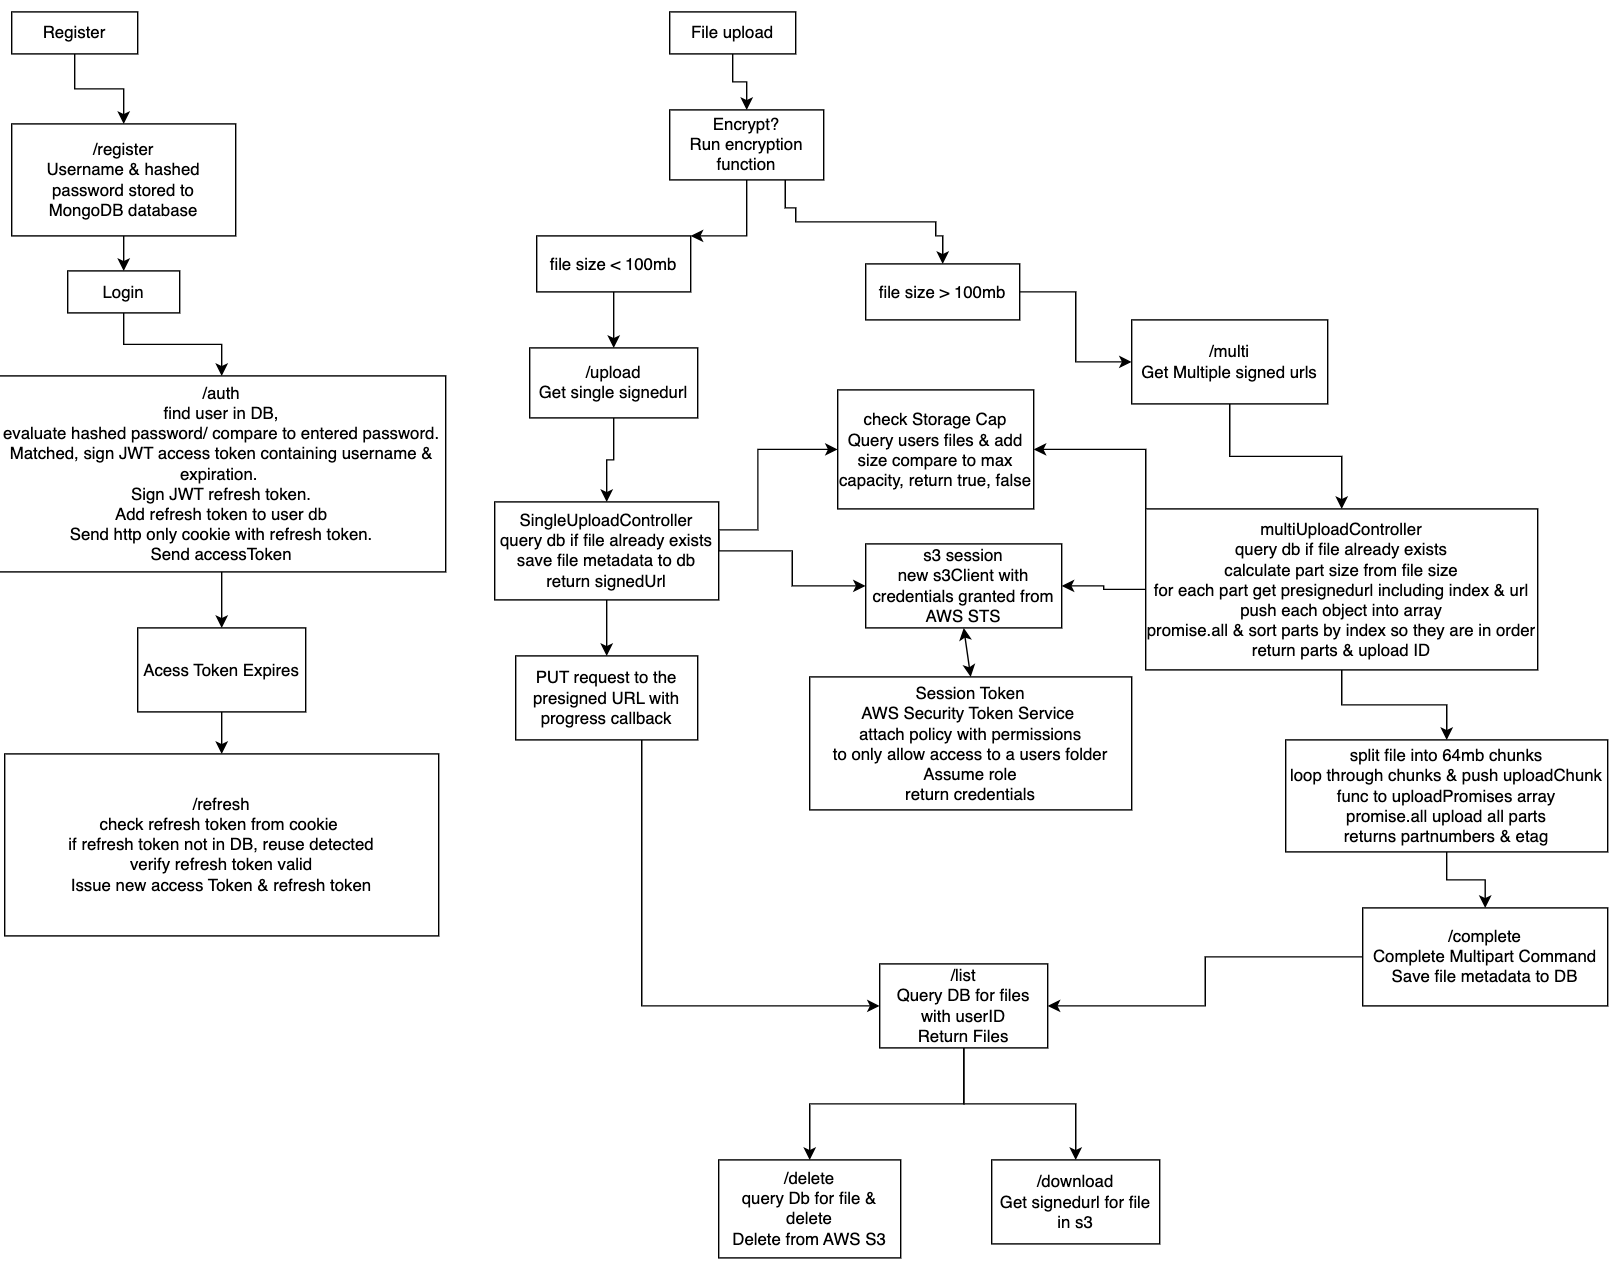 Register
/register
Username & hashed
password stored to
MongoDB database
Login
/auth
find user in DB,
evaluate hashed password/ compare to entered password.
Matched, sign JWT access token containing username &
expiration.
Sign JWT refresh token.
Add refresh token to user db
Send http only cookie with refresh token.
Send accessToken
Acess Token Expires
/refresh
check refresh token from cookie
if refresh token not in DB, reuse detected
verify refresh token valid
Issue new access Token & refresh token
File upload
Encrypt?
Run encryption
function
file size < 100mb
/upload
Get single signedurl
SingleUploadController
query db if file already exists
save file metadata to db
return signedUrl
PUT request to the
presigned URL with
progress callback
file size > 100mb
/multi
Get Multiple signed urls
check Storage Cap
Query users files & add
size compare to max
capacity, return true, false
s3 session
new s3Client with
credentials granted from
AWS STS
Session Token
AWS Security Token Service
attach policy with permissions
to only allow access to a users folder
Assume role
return credentials
multiUploadController
query db if file already exists
calculate part size from file size
for each part get presignedurl including index & url
push each object into array
promise.all & sort parts by index so they are in order
return parts & upload ID
split file into 64mb chunks
loop through chunks & push uploadChunk
func to uploadPromises array
promise.all upload all parts
returns partnumbers & etag
/complete
Complete Multipart Command
Save file metadata to DB
/list
Query DB for files
with userID
Return Files
/delete
query Db for file &
delete
Delete from AWS S3
/download
Get signedurl for file
in s3